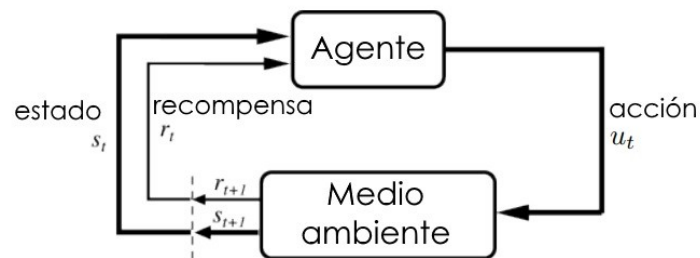 Agente
estado
s_t
recompensa
r_t
acción
u_t
r_{t+1}
s_{t+1}
Medio
ambiente